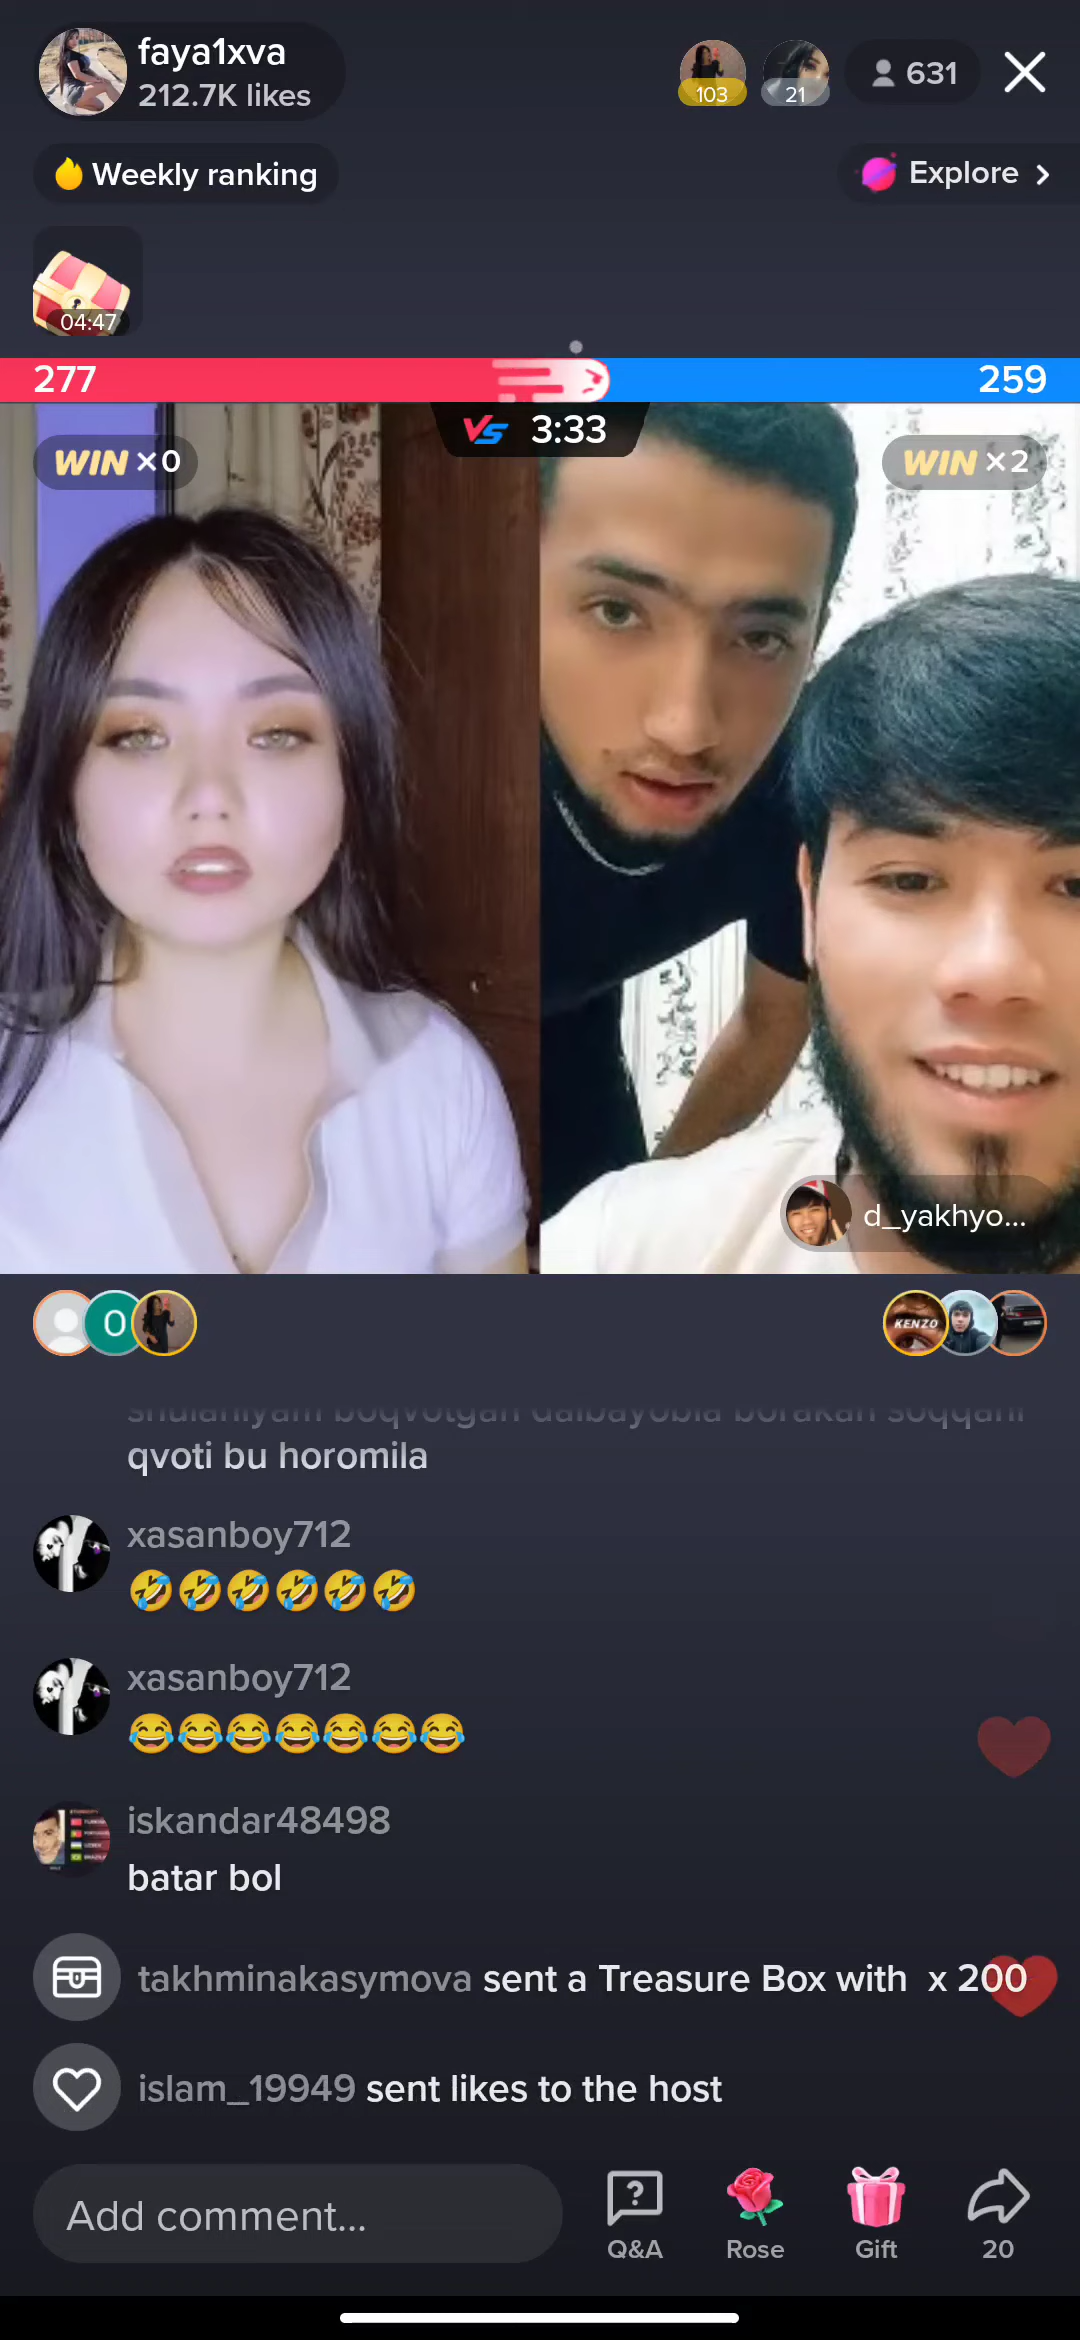 faya1xva
212.7K likes
103
21
631
Weekly ranking
Explore
04:47
277
259
WIN ×0
VS 3:33
WIN ×2
d_yakhyo...
0
KENZO
qvoti bu horomila
xasanboy712
🤣🤣🤣🤣🤣🤣
xasanboy712
😂😂😂😂😂😂😂
iskandar48498
batar bol
takhminakasymova sent a Treasure Box with x 200
islam_19949 sent likes to the host
Add comment...
Q&A
Rose
Gift
20